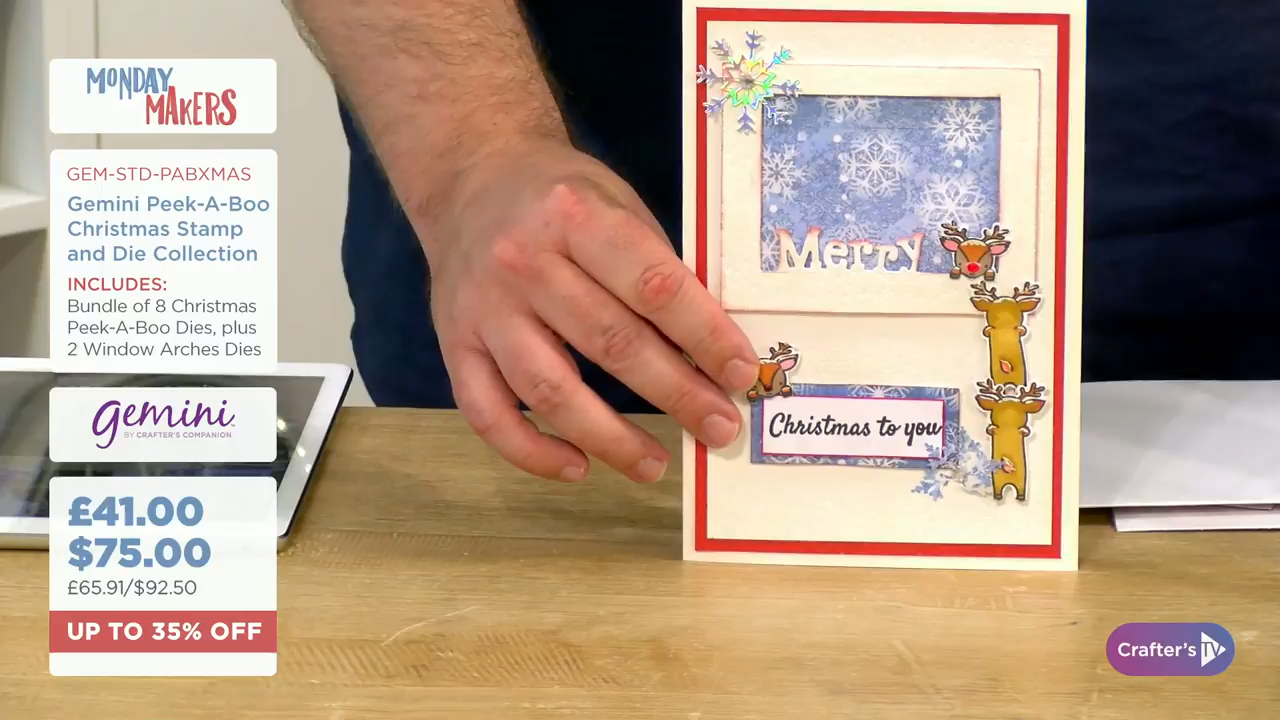 MONDAY
MAKERS
GEM-STD-PABXMAS
Gemini Peek-A-Boo
Christmas Stamp
and Die Collection
INCLUDES:
Bundle of 8 Christmas
Peek-A-Boo Dies, plus
2 Window Arches Dies
gemini
BY CRAFTER'S COMPANION
£41.00
$75.00
£65.91/$92.50
UP TO 35% OFF
Merry
Christmas to you
Crafter's TV